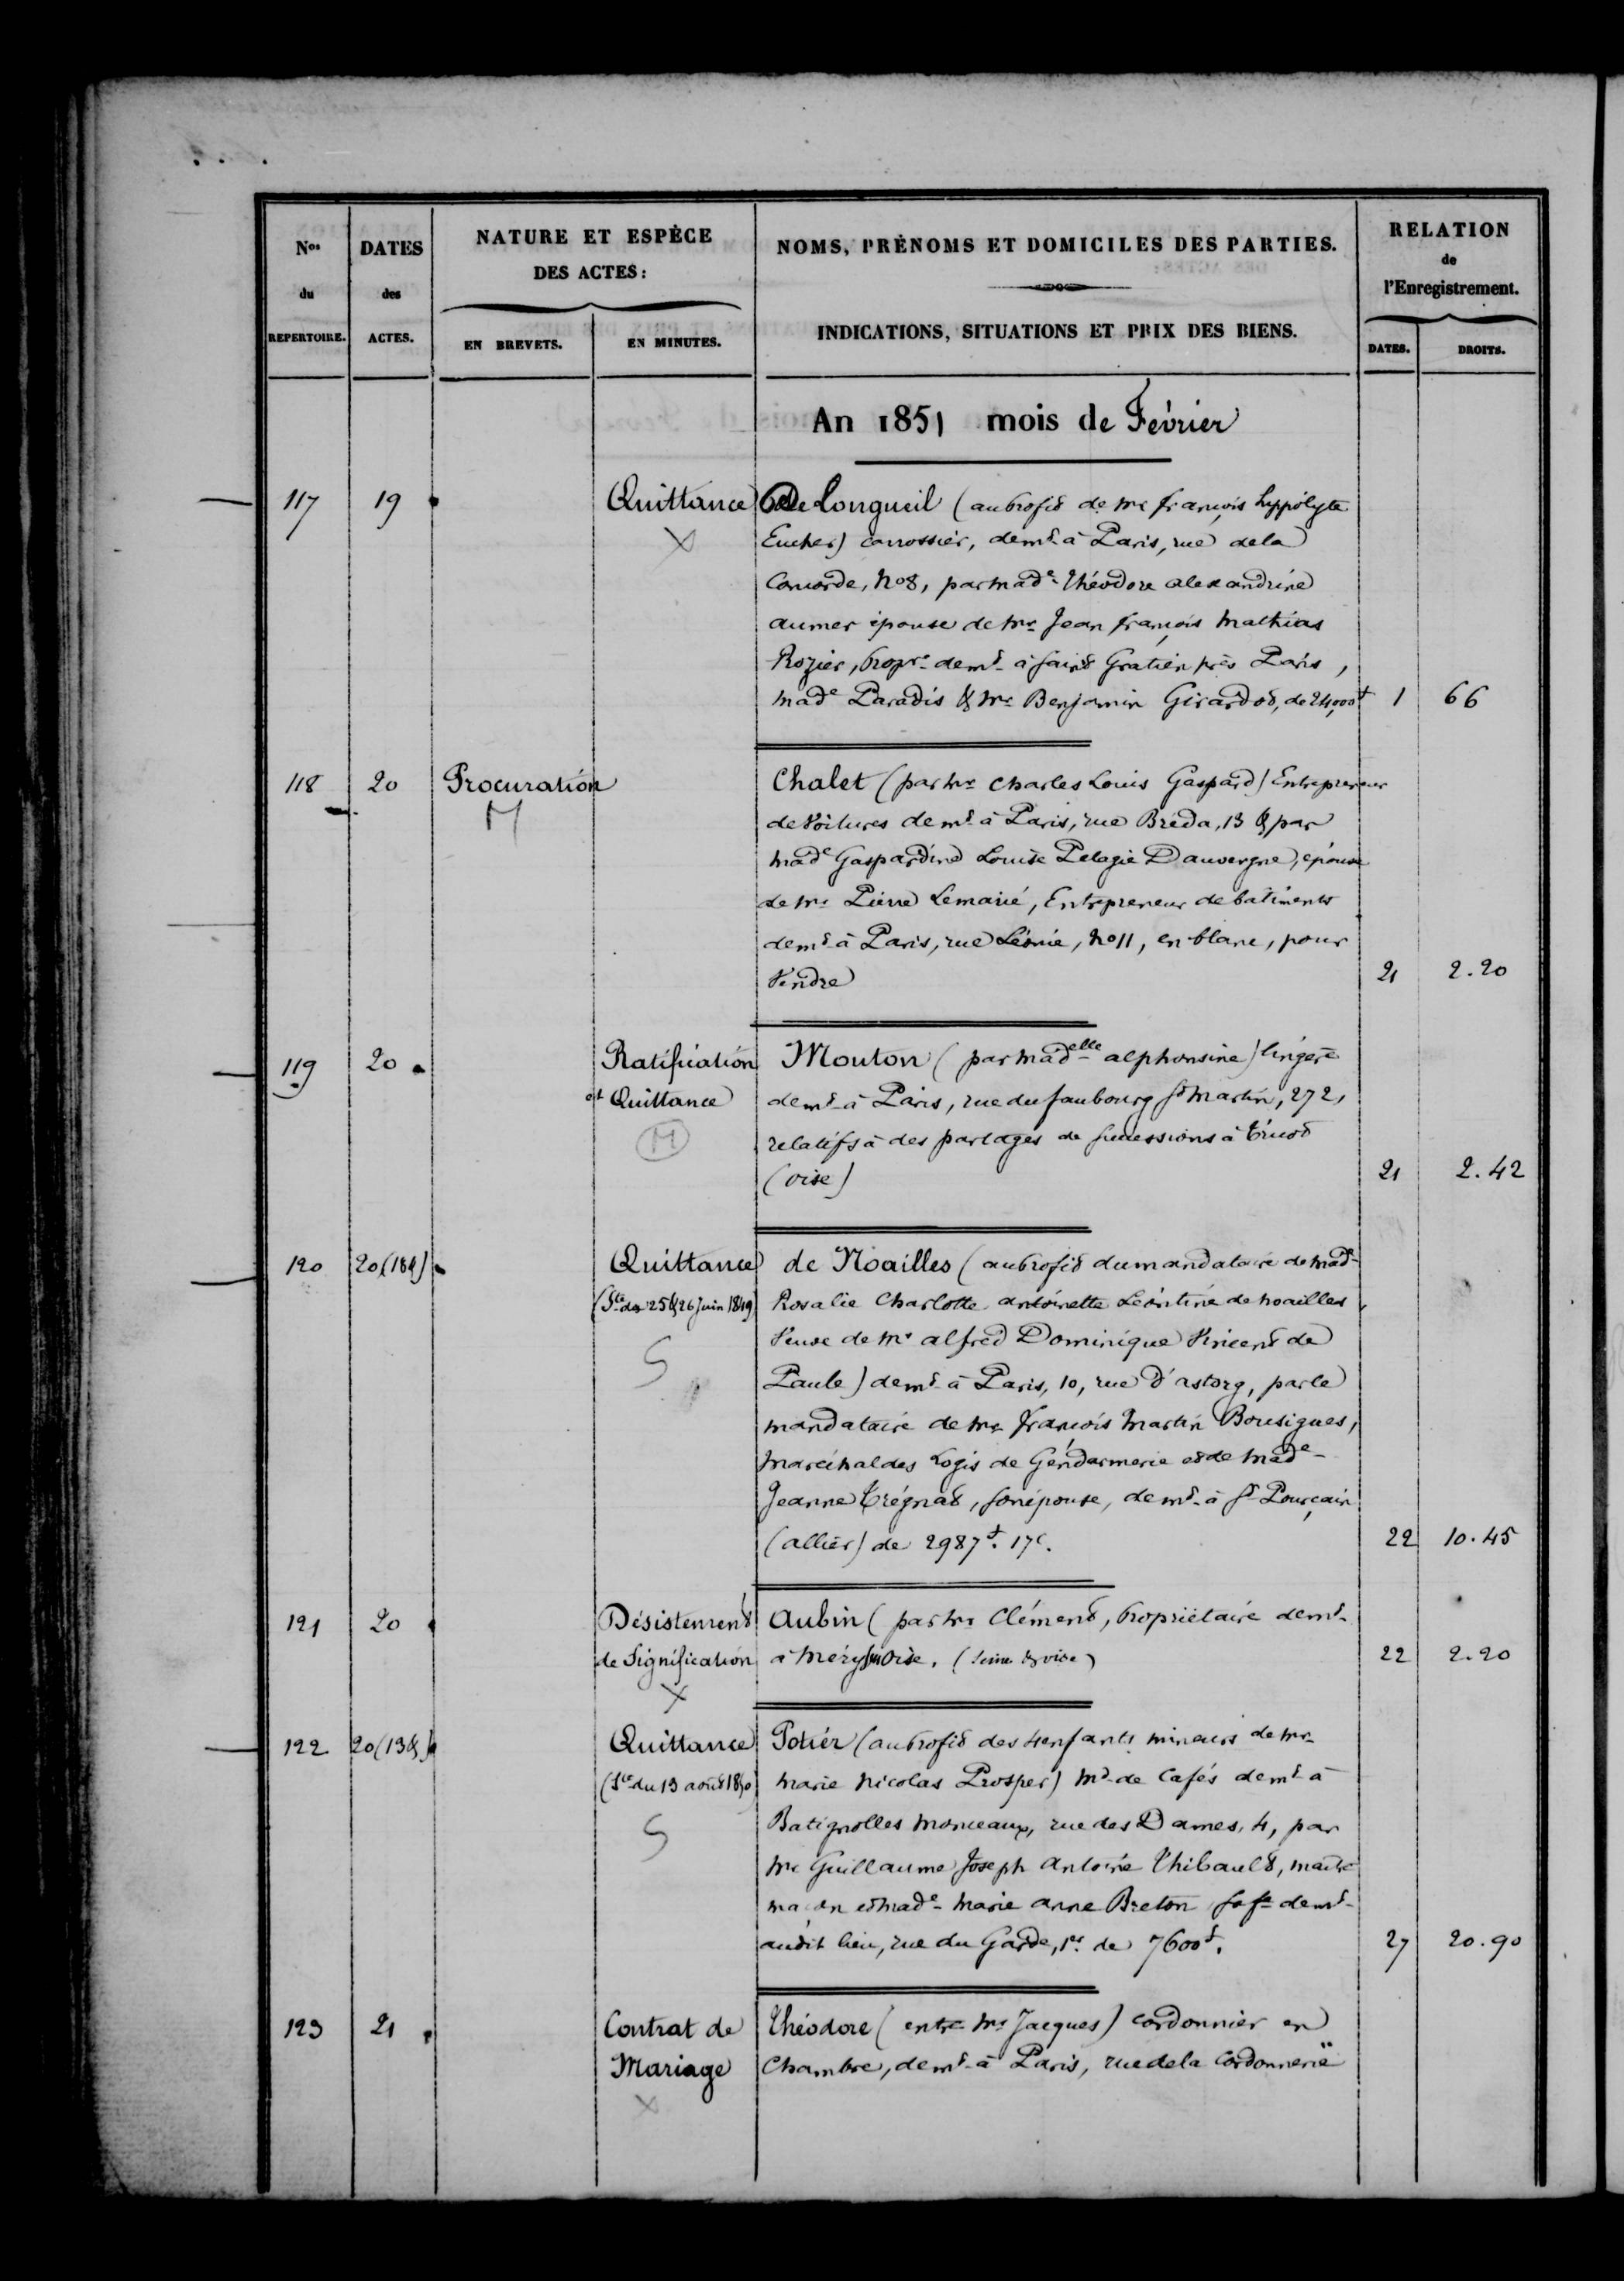 Nos du REPERTOIRE.
DATES des ACTES.
NATURE ET ESPÈCE DES ACTES:
EN BREVETS.
EN MINUTES.
NOMS, PRÉNOMS ET DOMICILES DES PARTIES.
INDICATIONS, SITUATIONS ET PRIX DES BIENS.
RELATION de l'Enregistrement.
DATES.
DROITS.
An 1851 mois de Février
117 19 Quittance De Longueil (au profit de Mr françois hyppolyte
X Eucher) carrossier, demt à Paris, rue de la
Concorde, No 8, par Made Théodore alexandrine
aumer épouse de Mr Jean françois Mathias
Rozier, propre demt à Saint Gratien près Paris,
Made Paradis & Mr Benjamin Girardot, de 24,000f 1 66
118 20 Procuration Chalet (par Mr Charles Louis Gaspard) Entrepreneur
M de Voitures demt à Paris, rue Bréda, 13 & par
Made Gaspardine Louise Pelagie Dauvergne, épouse
de Mr Pierre Lemarié, Entrepreneur de batiments
demt à Paris, rue Léonie, No 11, en blanc, pour
Vendre 21 2.20
119 20 Ratification Mouton (par Madelle alphonsine) lingère
et Quittance demt à Paris, rue du faubourg St Martin, 272,
M relatifs à des partages de successions à
(oise) 21 2.42
120 20 (18&) Quittance de Noailles (au profit du mandataire de Made
(Ste des 25 & 26 Juin 1849) Rosalie Charlotte antoinette Léontine de noailles,
S Veuve de Mr alfred Dominique Vincent de
Paule) demt à Paris, 10, rue d'astorg, par le
mandataire de Mr françois Martin Bousigues,
Maréchal des Logis de Gendarmerie et de Made
Jeanne Trégnat, son épouse, demt à St Pourçain
(allier) de 2987f. 17c. 22 10.45
121 20 Désistement Aubin (par Mr Clément, propriétaire demt
de Signification à Mery sur Oise. (Seine & oise) 22 2.20
X
122 20 (13&) Quittance Potier (au profit des 4 enfants mineurs de Mr
(Ste du 13 août 1850) Marie Nicolas Prosper) Md de Cafés demt à
S Batignolles Monceaux, rue des Dames, 4, par
Mr Guillaume Joseph Antoine Thibault, maître
maçon et Made Marie anne Breton sa fe demt
audit lieu, rue du Garde, 1er de 7600f. 27 20.90
123 21 Contrat de Théodore (entre Mr Jacques) cordonnier en
Mariage Chambre, demt à Paris, rue de la Cordonnerie
X